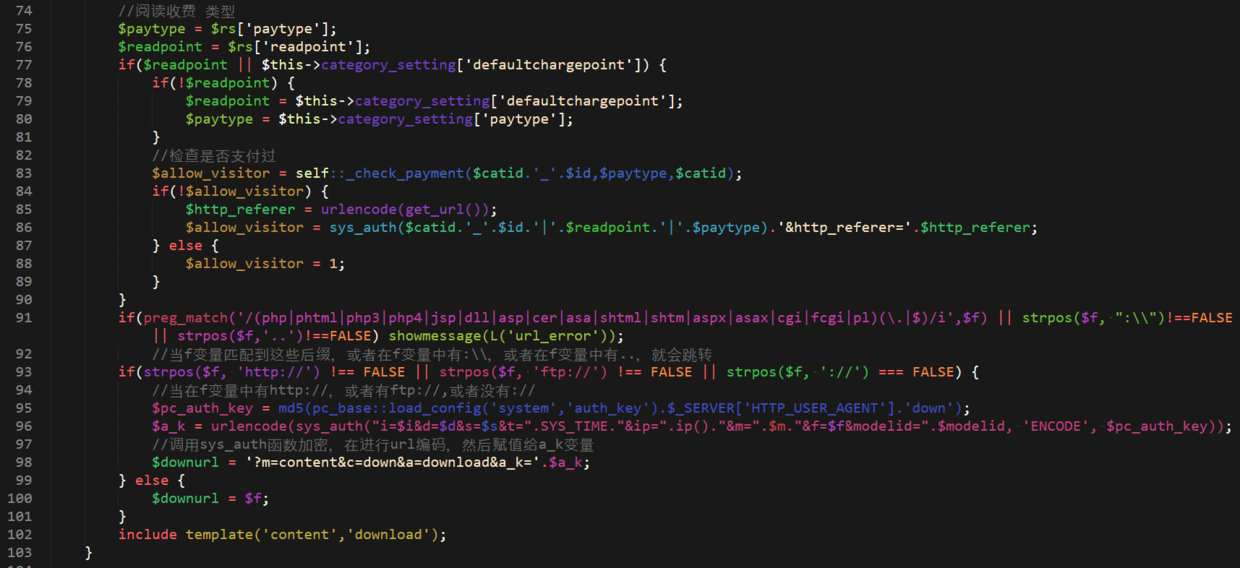 74 //阅读收费 类型
75 $paytype = $rs['paytype'];
76 $readpoint = $rs['readpoint'];
77 if($readpoint || $this->category_setting['defaultchargepoint']) {
78 if(!$readpoint) {
79 $readpoint = $this->category_setting['defaultchargepoint'];
80 $paytype = $this->category_setting['paytype'];
81 }
82 //检查是否支付过
83 $allow_visitor = self::_check_payment($catid.'_'.$id,$paytype,$catid);
84 if(!$allow_visitor) {
85 $http_referer = urlencode(get_url());
86 $allow_visitor = sys_auth($catid.'_'.$id.'|'.$readpoint.'|'.$paytype).'&http_referer='.$http_referer;
87 } else {
88 $allow_visitor = 1;
89 }
90 }
91 if(preg_match('/(php|phtml|php3|php4|jsp|dll|asp|cer|asa|shtml|shtm|aspx|asax|cgi|fcgi|pl)(\.|$)/i',$f) || strpos($f, ":\\")!==FALSE
|| strpos($f,'..')!==FALSE) showmessage(L('url_error'));
92 //当f变量匹配到这些后缀, 或者在f变量中有:\\, 或者在f变量中有.., 就会跳转
93 if(strpos($f, 'http://') !== FALSE || strpos($f, 'ftp://') !== FALSE || strpos($f, '://') === FALSE) {
94 //当在f变量中有http://, 或者有ftp://,或者没有://
95 $pc_auth_key = md5(pc_base::load_config('system','auth_key').$_SERVER['HTTP_USER_AGENT'].'down');
96 $a_k = urlencode(sys_auth("i=$i&d=$d&s=$s&t=".SYS_TIME."&ip=".ip()."&m=".$m."&f=$f&modelid=".$modelid, 'ENCODE', $pc_auth_key));
97 //调用sys_auth函数加密, 在进行url编码, 然后赋值给a_k变量
98 $downurl = '?m=content&c=down&a=download&a_k='.$a_k;
99 } else {
100 $downurl = $f;
101 }
102 include template('content','download');
103 }